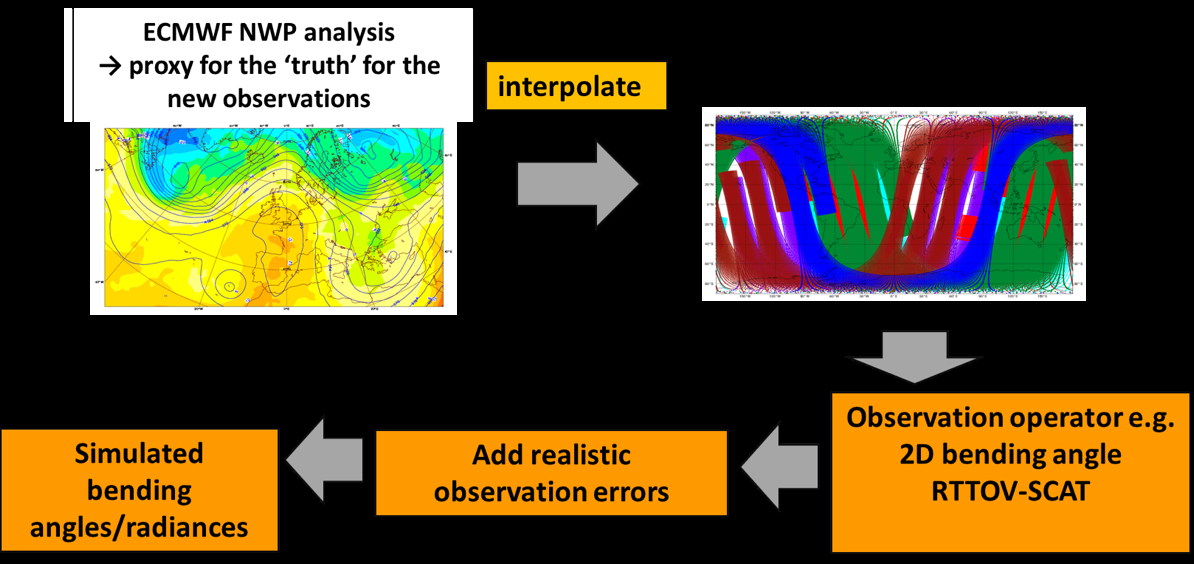 ECMWF NWP analysis
→ proxy for the ‘truth’ for the
new observations
interpolate
Observation operator e.g.
2D bending angle
RTTOV-SCAT
Add realistic
observation errors
Simulated
bending
angles/radiances